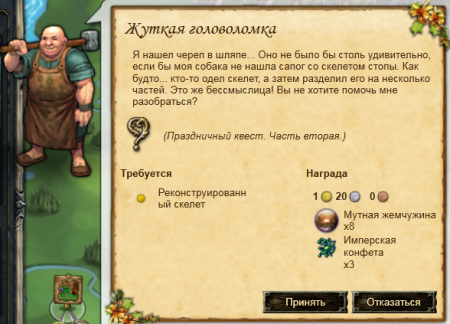 Жуткая головоломка
Я нашел череп в шляпе... Оно не было бы столь удивительно,
если бы моя собака не нашла сапог со скелетом стопы. Как
будто... кто-то одел скелет, а затем разделил его на несколько
частей. Это же бессмыслица! Вы не хотите помочь мне
разобраться?
(Праздничный квест. Часть вторая.)
Требуется
Реконструированн
ый скелет
Награда
1 20 0
Мутная жемчужина
x8
Имперская
конфета
x3
Принять
Отказаться